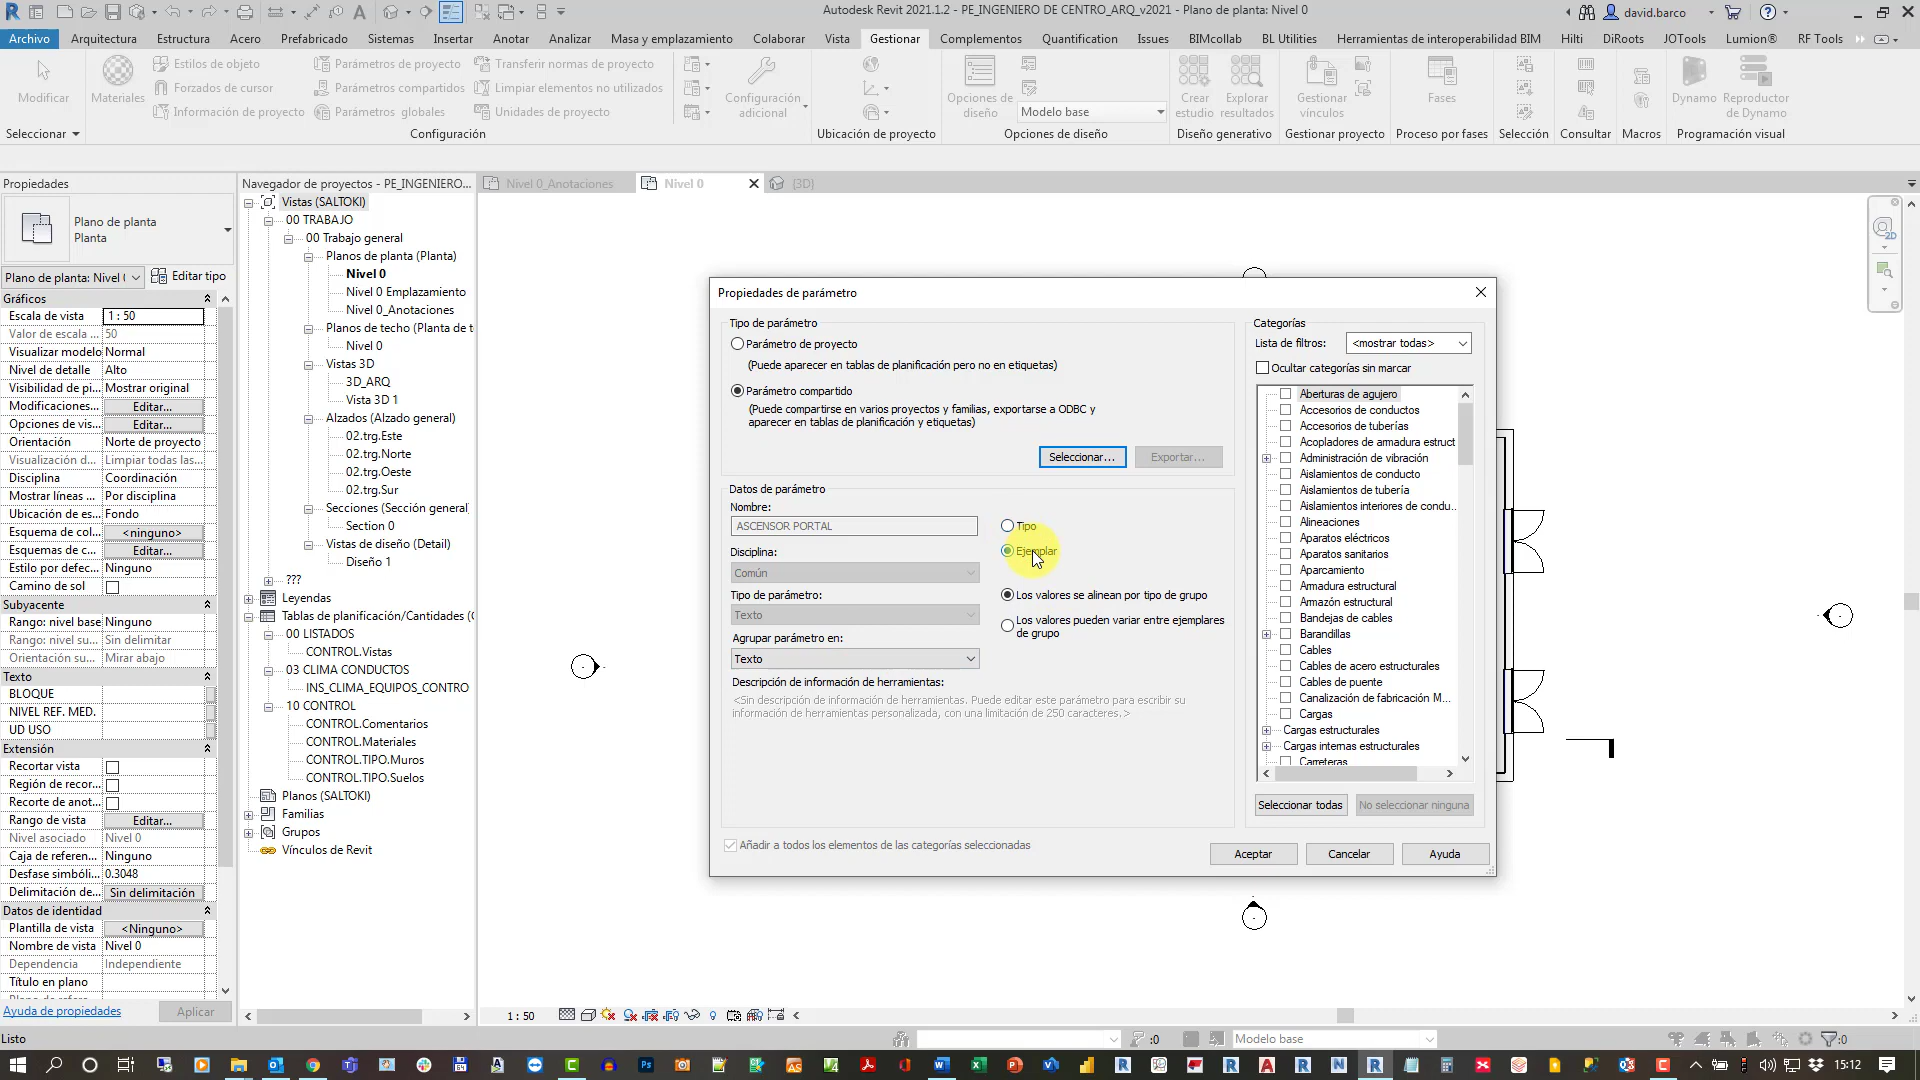 Autodesk Revit 2021.1.2 - PE_INGENIERO DE CENTRO_ARQ_v2021 - Plano de planta: Nivel 0
david.barco
Archivo Arquitectura Estructura Acero Prefabricado Sistemas Insertar Anotar Analizar Masa y emplazamiento Colaborar Vista Gestionar Complementos Quantification Issues BIMcollab BL Utilities Herramientas de interoperabilidad BIM Hilti DiRoots JOTools Lumion® RF Tools
Modificar
Materiales
Estilos de objeto
Forzados de cursor
Información de proyecto
Parámetros de proyecto
Parámetros compartidos
Parámetros globales
Transferir normas de proyecto
Limpiar elementos no utilizados
Unidades de proyecto
Configuración
adicional
Opciones de
diseño
Modelo base
Crear
estudio
Explorar
resultados
Gestionar
vínculos
Fases
Dynamo
Reproductor
de Dynamo
Seleccionar
Configuración
Ubicación de proyecto
Opciones de diseño
Diseño generativo
Gestionar proyecto
Proceso por fases
Selección
Consultar
Macros
Programación visual
Propiedades
Plano de planta
Planta
Plano de planta: Nivel (
Editar tipo
Gráficos
Escala de vista 1 : 50
Valor de escala ... 50
Visualizar modelo Normal
Nivel de detalle Alto
Visibilidad de pi... Mostrar original
Modificaciones... Editar...
Opciones de vis... Editar...
Orientación Norte de proyecto
Visualización d... Limpiar todas las...
Disciplina Coordinación
Mostrar líneas ... Por disciplina
Ubicación de es... Fondo
Esquema de col... <ninguno>
Esquemas de c... Editar...
Estilo por defec... Ninguno
Camino de sol
Subyacente
Rango: nivel base Ninguno
Rango: nivel su... Sin delimitar
Orientación su... Mirar abajo
Texto
BLOQUE
NIVEL REF. MED.
UD USO
Extensión
Recortar vista
Región de recor...
Recorte de anot...
Rango de vista Editar...
Nivel asociado Nivel 0
Caja de referen... Ninguno
Desfase simbóli... 0.3048
Delimitación de... Sin delimitación
Datos de identidad
Plantilla de vista <Ninguno>
Nombre de vista Nivel 0
Dependencia Independiente
Título en plano
Ayuda de propiedades
Aplicar
Navegador de proyectos - PE_INGENIERO...
Vistas (SALTOKI)
00 TRABAJO
00 Trabajo general
Planos de planta (Planta)
Nivel 0
Nivel 0 Emplazamiento
Nivel 0_Anotaciones
Planos de techo (Planta de t
Nivel 0
Vistas 3D
3D_ARQ
Vista 3D 1
Alzados (Alzado general)
02.trg.Este
02.trg.Norte
02.trg.Oeste
02.trg.Sur
Secciones (Sección general
Section 0
Vistas de diseño (Detail)
Diseño 1
???
Leyendas
Tablas de planificación/Cantidades (
00 LISTADOS
CONTROL.Vistas
03 CLIMA CONDUCTOS
INS_CLIMA_EQUIPOS_CONTRO
10 CONTROL
CONTROL.Comentarios
CONTROL.Materiales
CONTROL.TIPO.Muros
CONTROL.TIPO.Suelos
Planos (SALTOKI)
Familias
Grupos
Vínculos de Revit
Nivel 0_Anotaciones
Nivel 0
{3D}
2D
Propiedades de parámetro
Tipo de parámetro
Parámetro de proyecto
(Puede aparecer en tablas de planificación pero no en etiquetas)
Parámetro compartido
(Puede compartirse en varios proyectos y familias, exportarse a ODBC y
aparecer en tablas de planificación y etiquetas)
Seleccionar...
Exportar...
Datos de parámetro
Nombre:
ASCENSOR PORTAL
Tipo
Disciplina:
Ejemplar
Común
Tipo de parámetro:
Los valores se alinean por tipo de grupo
Texto
Los valores pueden variar entre ejemplares
de grupo
Agrupar parámetro en:
Texto
Descripción de información de herramientas:
<Sin descripción de información de herramientas. Puede editar este parámetro para escribir su
información de herramientas personalizada, con una limitación de 250 caracteres.>
Añadir a todos los elementos de las categorías seleccionadas
Categorías
Lista de filtros: <mostrar todas>
Ocultar categorías sin marcar
Aberturas de agujero
Accesorios de conductos
Accesorios de tuberías
Acopladores de armadura estruct
Administración de vibración
Aislamientos de conducto
Aislamientos de tubería
Aislamientos interiores de condu...
Alineaciones
Aparatos eléctricos
Aparatos sanitarios
Aparcamiento
Armadura estructural
Armazón estructural
Bandejas de cables
Barandillas
Cables
Cables de acero estructurales
Cables de puente
Canalización de fabricación M...
Cargas
Cargas estructurales
Cargas internas estructurales
Carreteras
Seleccionar todas
No seleccionar ninguna
Aceptar
Cancelar
Ayuda
1 : 50
Listo
:0
Modelo base
:0
15:12